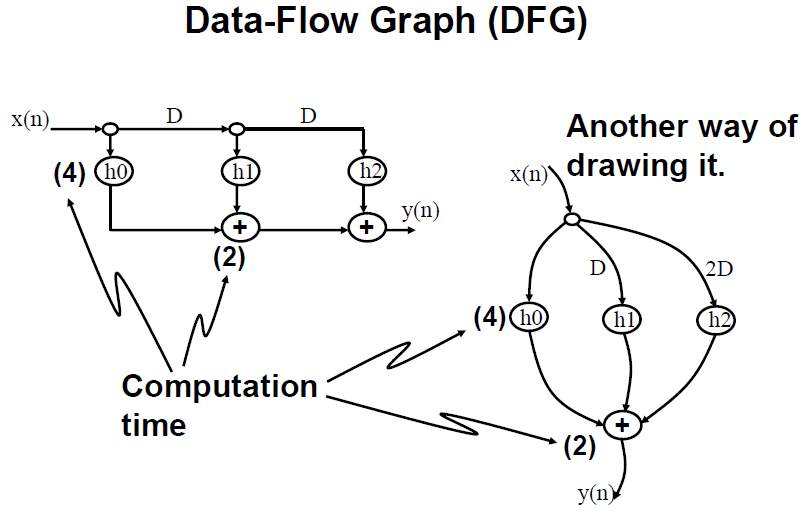 Data-Flow Graph (DFG)
x(n)
D
D
(4)
h0
h1
h2
+
+
y(n)
(2)
Computation
time
Another way of
drawing it.
x(n)
D
2D
(4)
h0
h1
h2
+
(2)
y(n)